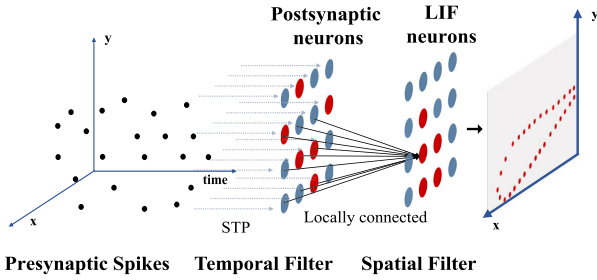 Postsynaptic
neurons
LIF
neurons
y
y
time
x
x
STP
Locally connected
Presynaptic Spikes
Temporal Filter
Spatial Filter